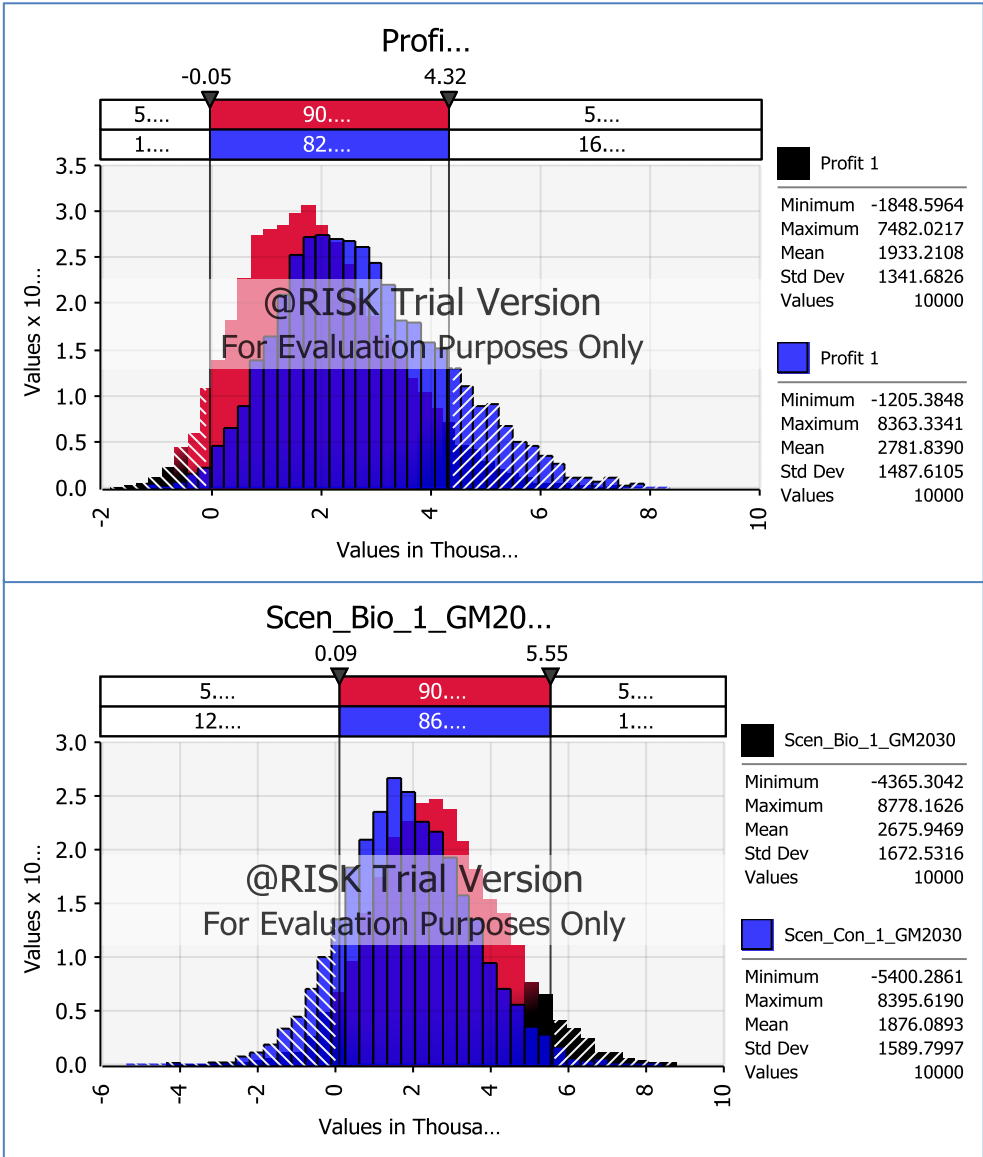 Profi...
-0.05 4.32
5.... 90.... 5....
1.... 82.... 16....
3.5
3.0
2.5
2.0
1.5
1.0
0.5
0.0
Values x 10...
@RISK Trial Version
For Evaluation Purposes Only
-2 0 2 4 6 8 10
Values in Thousa...
Profit 1
Minimum -1848.5964
Maximum 7482.0217
Mean 1933.2108
Std Dev 1341.6826
Values 10000
Profit 1
Minimum -1205.3848
Maximum 8363.3341
Mean 2781.8390
Std Dev 1487.6105
Values 10000
Scen_Bio_1_GM20...
0.09 5.55
5.... 90.... 5....
12.... 86.... 1....
3.0
2.5
2.0
1.5
1.0
0.5
0.0
Values x 10...
@RISK Trial Version
For Evaluation Purposes Only
-6 -4 -2 0 2 4 6 8 10
Values in Thousa...
Scen_Bio_1_GM2030
Minimum -4365.3042
Maximum 8778.1626
Mean 2675.9469
Std Dev 1672.5316
Values 10000
Scen_Con_1_GM2030
Minimum -5400.2861
Maximum 8395.6190
Mean 1876.0893
Std Dev 1589.7997
Values 10000